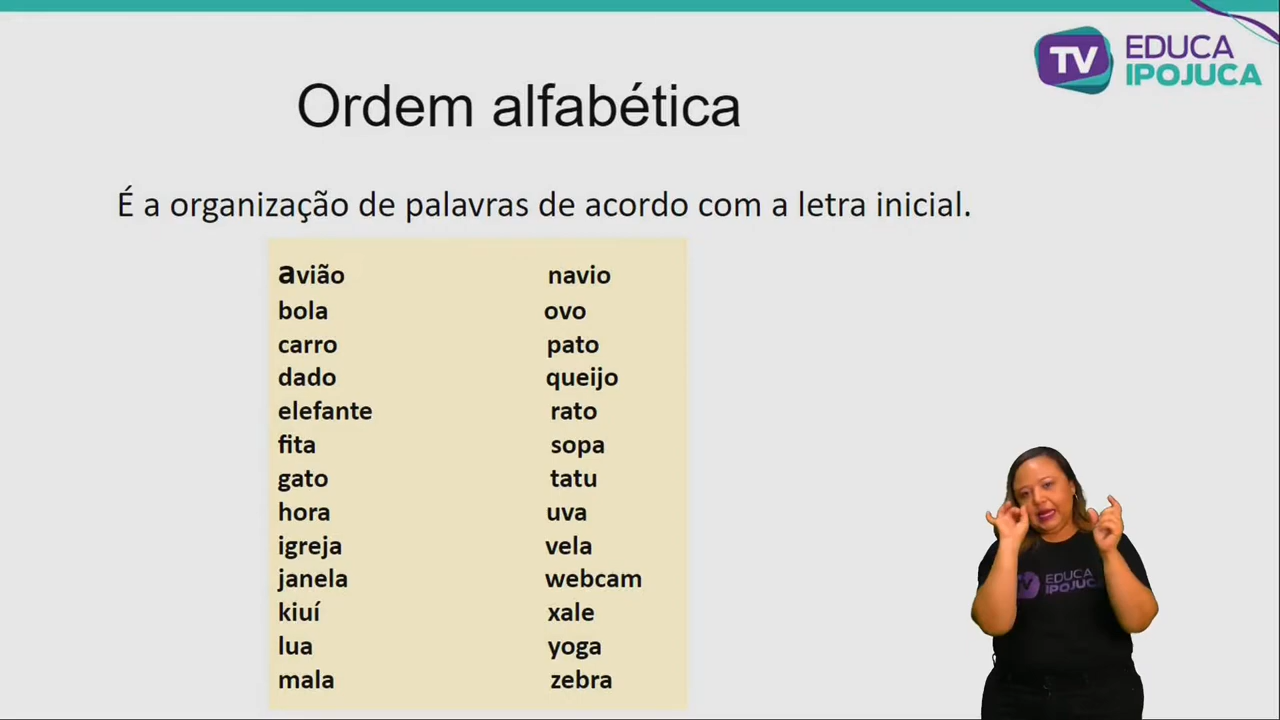 TV EDUCA
IPOJUCA
Ordem alfabética
É a organização de palavras de acordo com a letra inicial.
avião
bola
carro
dado
elefante
fita
gato
hora
igreja
janela
kiuí
lua
mala
navio
ovo
pato
queijo
rato
sopa
tatu
uva
vela
webcam
xale
yoga
zebra
TV EDUCA
IPOJUCA